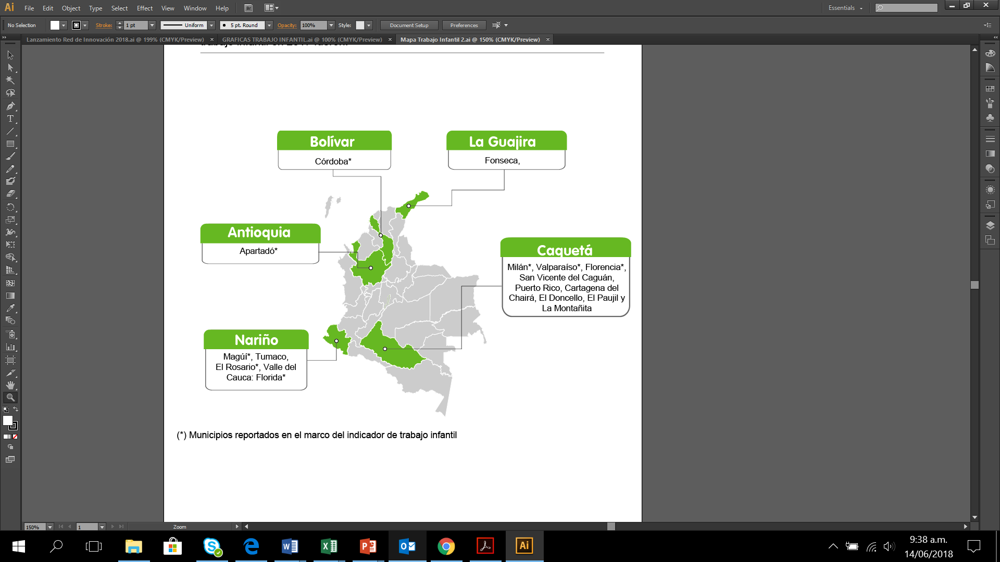 Ai File Edit Object Type Select Effect View Window Help Br Essentials
No Selection Stroke: 1 pt Uniform 5 pt. Round Opacity: 100% Style: Document Setup Preferences
Lanzamiento Red de Innovación 2018.ai @ 199% (CMYK/Preview) × GRAFICAS TRABAJO INFANTIL.ai @ 100% (CMYK/Preview) × Mapa Trabajo Infantil 2.ai @ 150% (CMYK/Preview) ×
Bolívar
Córdoba*
La Guajira
Fonseca,
Antioquia
Apartadó*
Caquetá
Milán*, Valparaíso*, Florencia*,
San Vicente del Caguán,
Puerto Rico, Cartagena del
Chairá, El Doncello, El Paujil y
La Montañita
Nariño
Magúí*, Tumaco,
El Rosario*, Valle del
Cauca: Florida*
(*) Municipios reportados en el marco del indicador de trabajo infantil
150% 1 Zoom
9:38 a.m.
14/06/2018